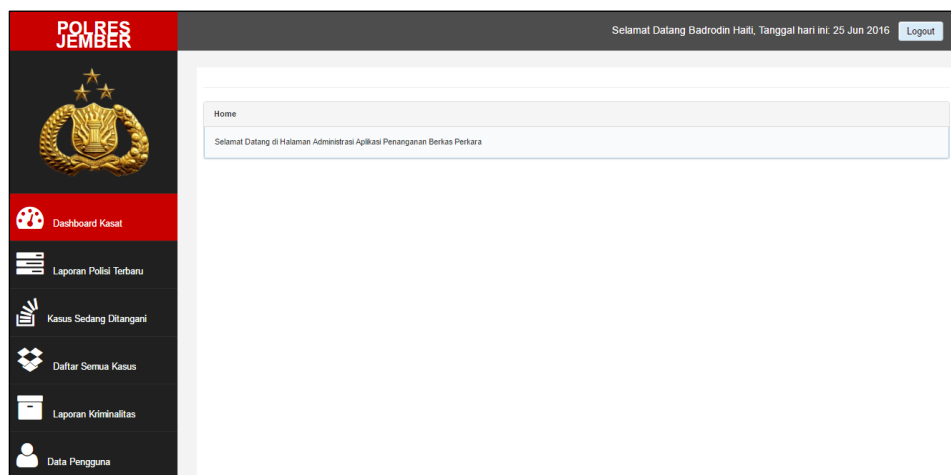 POLRES
JEMBER
Selamat Datang Badrodin Haiti, Tanggal hari ini: 25 Jun 2016
Logout
Home
Selamat Datang di Halaman Administrasi Aplikasi Penanganan Berkas Perkara
Dashboard Kasat
Laporan Polisi Terbaru
Kasus Sedang Ditangani
Daftar Semua Kasus
Laporan Kriminalitas
Data Pengguna